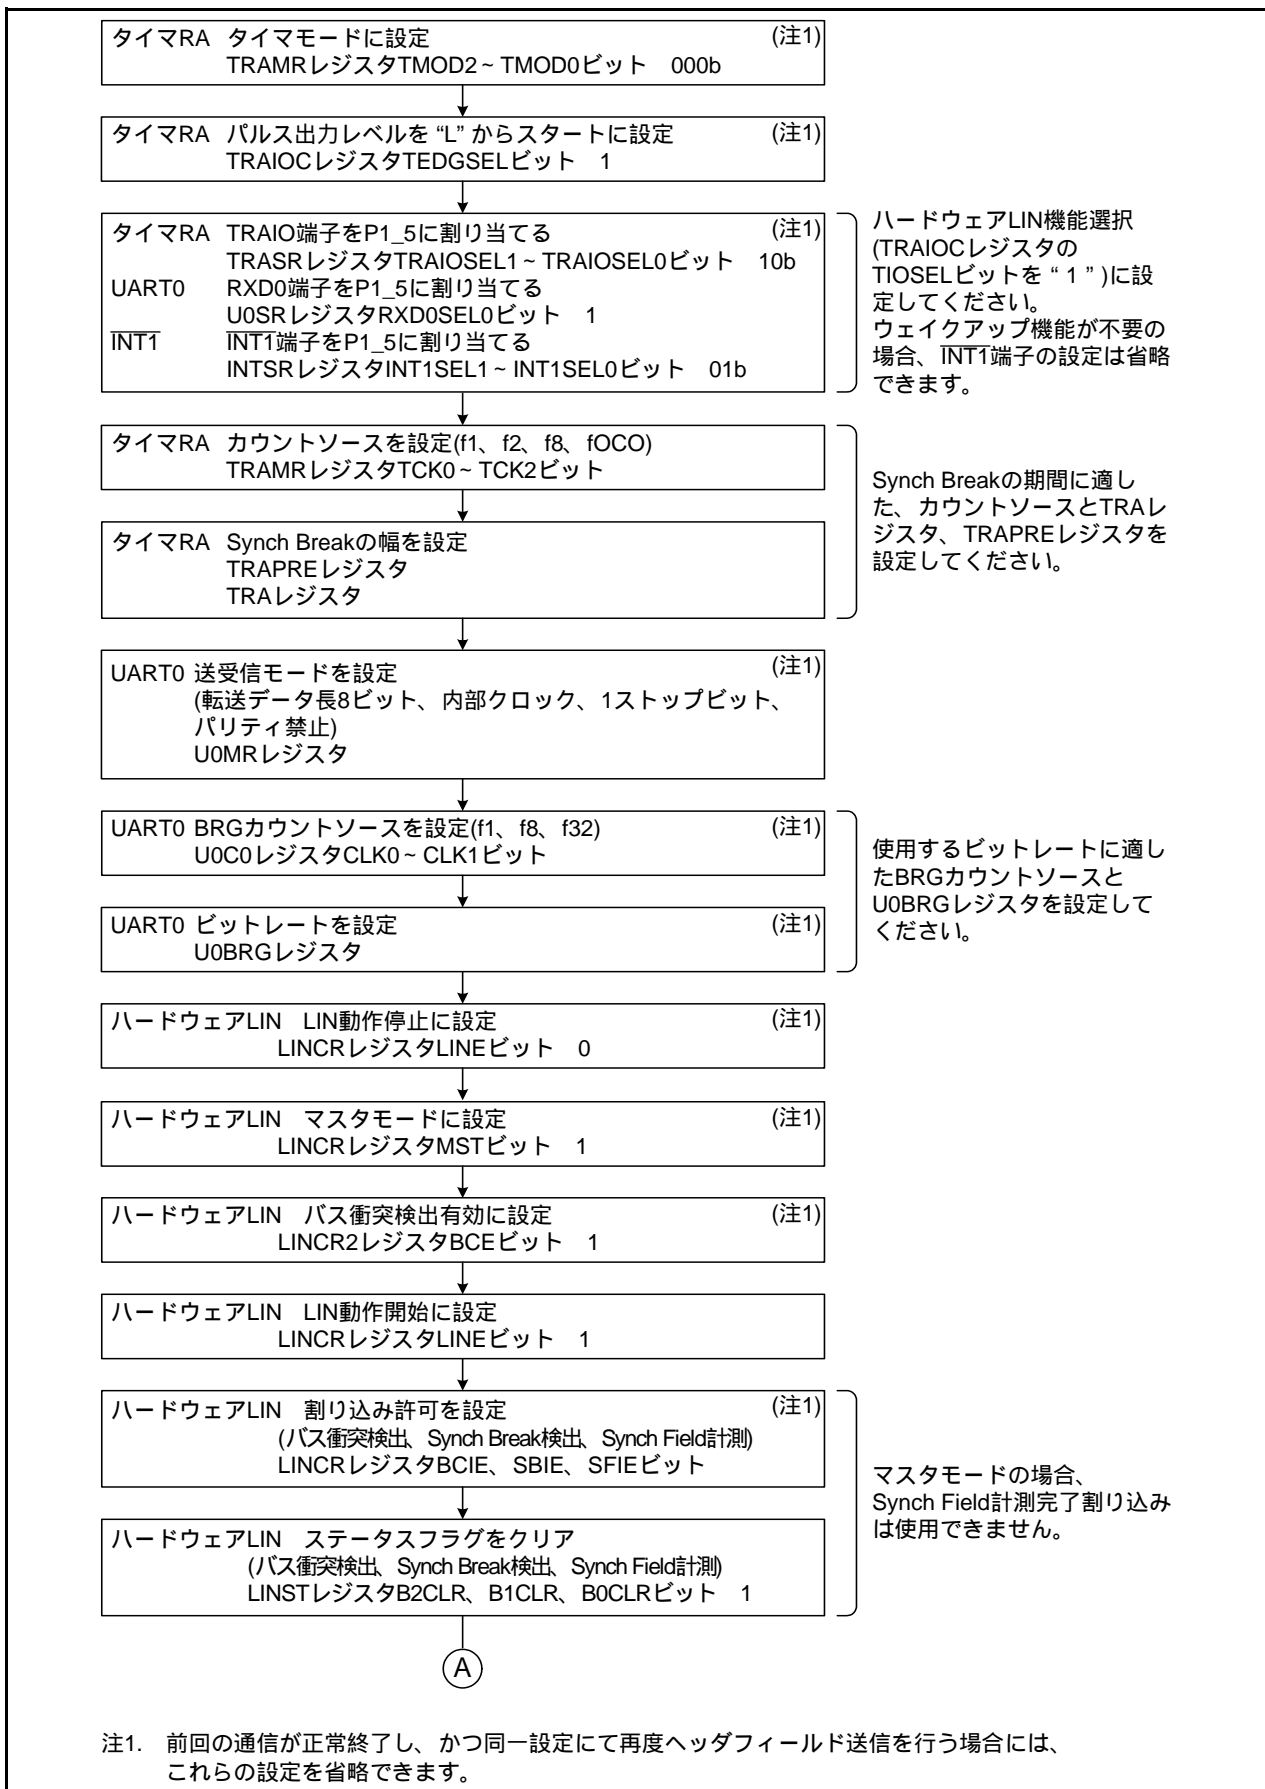 タイマRA タイマモードに設定 (注1)
TRAMRレジスタTMOD2~TMOD0ビット 000b
タイマRA パルス出力レベルを “L” からスタートに設定 (注1)
TRAIOCレジスタTEDGSELビット 1
タイマRA TRAIO端子をP1_5に割り当てる (注1)
TRASRレジスタTRAIOSEL1~TRAIOSEL0ビット 10b
UART0 RXD0端子をP1_5に割り当てる
U0SRレジスタRXD0SEL0ビット 1
INT1 INT1端子をP1_5に割り当てる
INTSRレジスタINT1SEL1~INT1SEL0ビット 01b
ハードウェアLIN機能選択
(TRAIOCレジスタの
TIOSELビットを “ 1 ” )に設
定してください。
ウェイクアップ機能が不要の
場合、INT1端子の設定は省略
できます。
タイマRA カウントソースを設定(f1、f2、f8、fOCO)
TRAMRレジスタTCK0~TCK2ビット
タイマRA Synch Breakの幅を設定
TRAPREレジスタ
TRAレジスタ
Synch Breakの期間に適し
た、カウントソースとTRAレ
ジスタ、TRAPREレジスタを
設定してください。
UART0 送受信モードを設定 (注1)
(転送データ長8ビット、内部クロック、1ストップビット、
パリティ禁止)
U0MRレジスタ
UART0 BRGカウントソースを設定(f1、f8、f32) (注1)
U0C0レジスタCLK0~CLK1ビット
UART0 ビットレートを設定 (注1)
U0BRGレジスタ
使用するビットレートに適し
たBRGカウントソースと
U0BRGレジスタを設定して
ください。
ハードウェアLIN LIN動作停止に設定 (注1)
LINCRレジスタLINEビット 0
ハードウェアLIN マスタモードに設定 (注1)
LINCRレジスタMSTビット 1
ハードウェアLIN バス衝突検出有効に設定 (注1)
LINCR2レジスタBCEビット 1
ハードウェアLIN LIN動作開始に設定
LINCRレジスタLINEビット 1
ハードウェアLIN 割り込み許可を設定 (注1)
(バス衝突検出、Synch Break検出、Synch Field計測)
LINCRレジスタBCIE、SBIE、SFIEビット
ハードウェアLIN ステータスフラグをクリア
(バス衝突検出、Synch Break検出、Synch Field計測)
LINSTレジスタB2CLR、B1CLR、B0CLRビット 1
マスタモードの場合、
Synch Field計測完了割り込み
は使用できません。
A
注1. 前回の通信が正常終了し、かつ同一設定にて再度ヘッダフィールド送信を行う場合には、
これらの設定を省略できます。